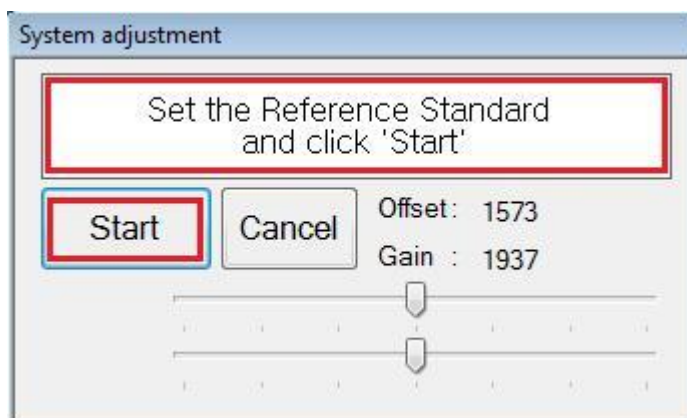 System adjustment
Set the Reference Standard
and click 'Start'
Start
Cancel
Offset: 1573
Gain : 1937